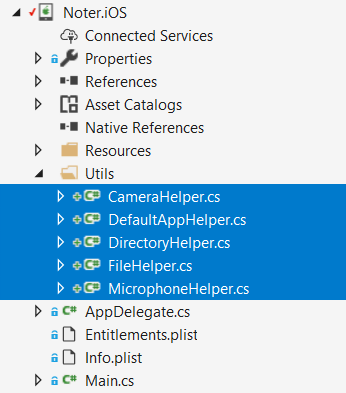 Noter.iOS
Connected Services
Properties
References
Asset Catalogs
Native References
Resources
Utils
C# CameraHelper.cs
C# DefaultAppHelper.cs
C# DirectoryHelper.cs
C# FileHelper.cs
C# MicrophoneHelper.cs
C# AppDelegate.cs
Entitlements.plist
Info.plist
C# Main.cs